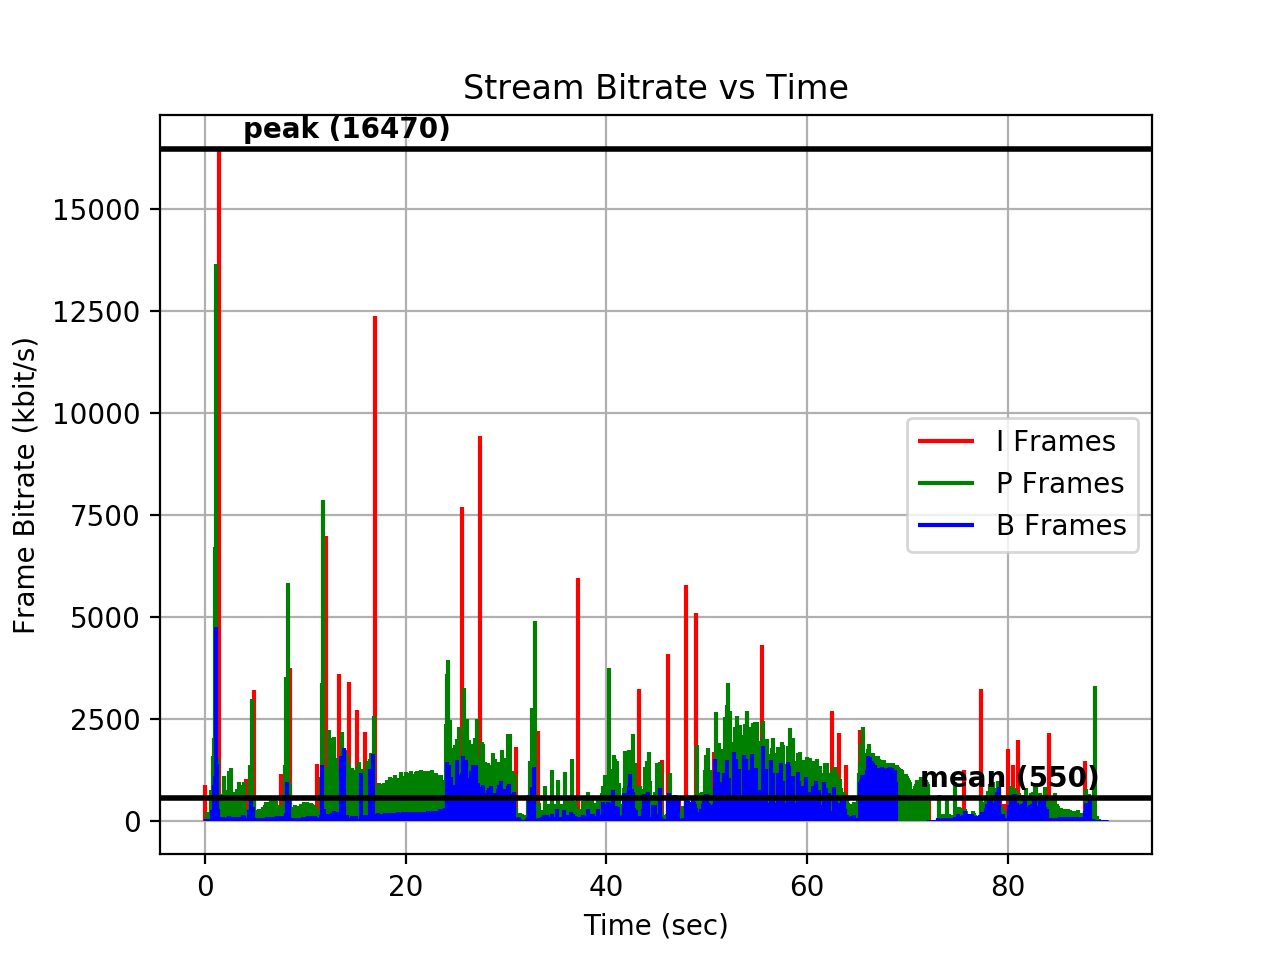 Stream Bitrate vs Time
peak (16470)
15000
12500
10000
7500
5000
2500
0
Frame Bitrate (kbit/s)
I Frames
P Frames
B Frames
mean (550)
0 20 40 60 80
Time (sec)